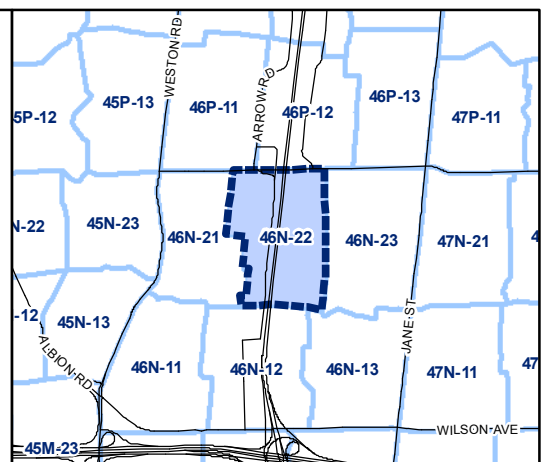 WESTON RD
45P-13
46P-11
ARROW RD
46P-12
46P-13
5P-12
47P-11
N-22
45N-23
46N-21
46N-22
46N-23
47N-21
4
-12
45N-13
ALBION RD
46N-11
46N-12
46N-13
JANE ST
47N-11
47
WILSON AVE
45M-23